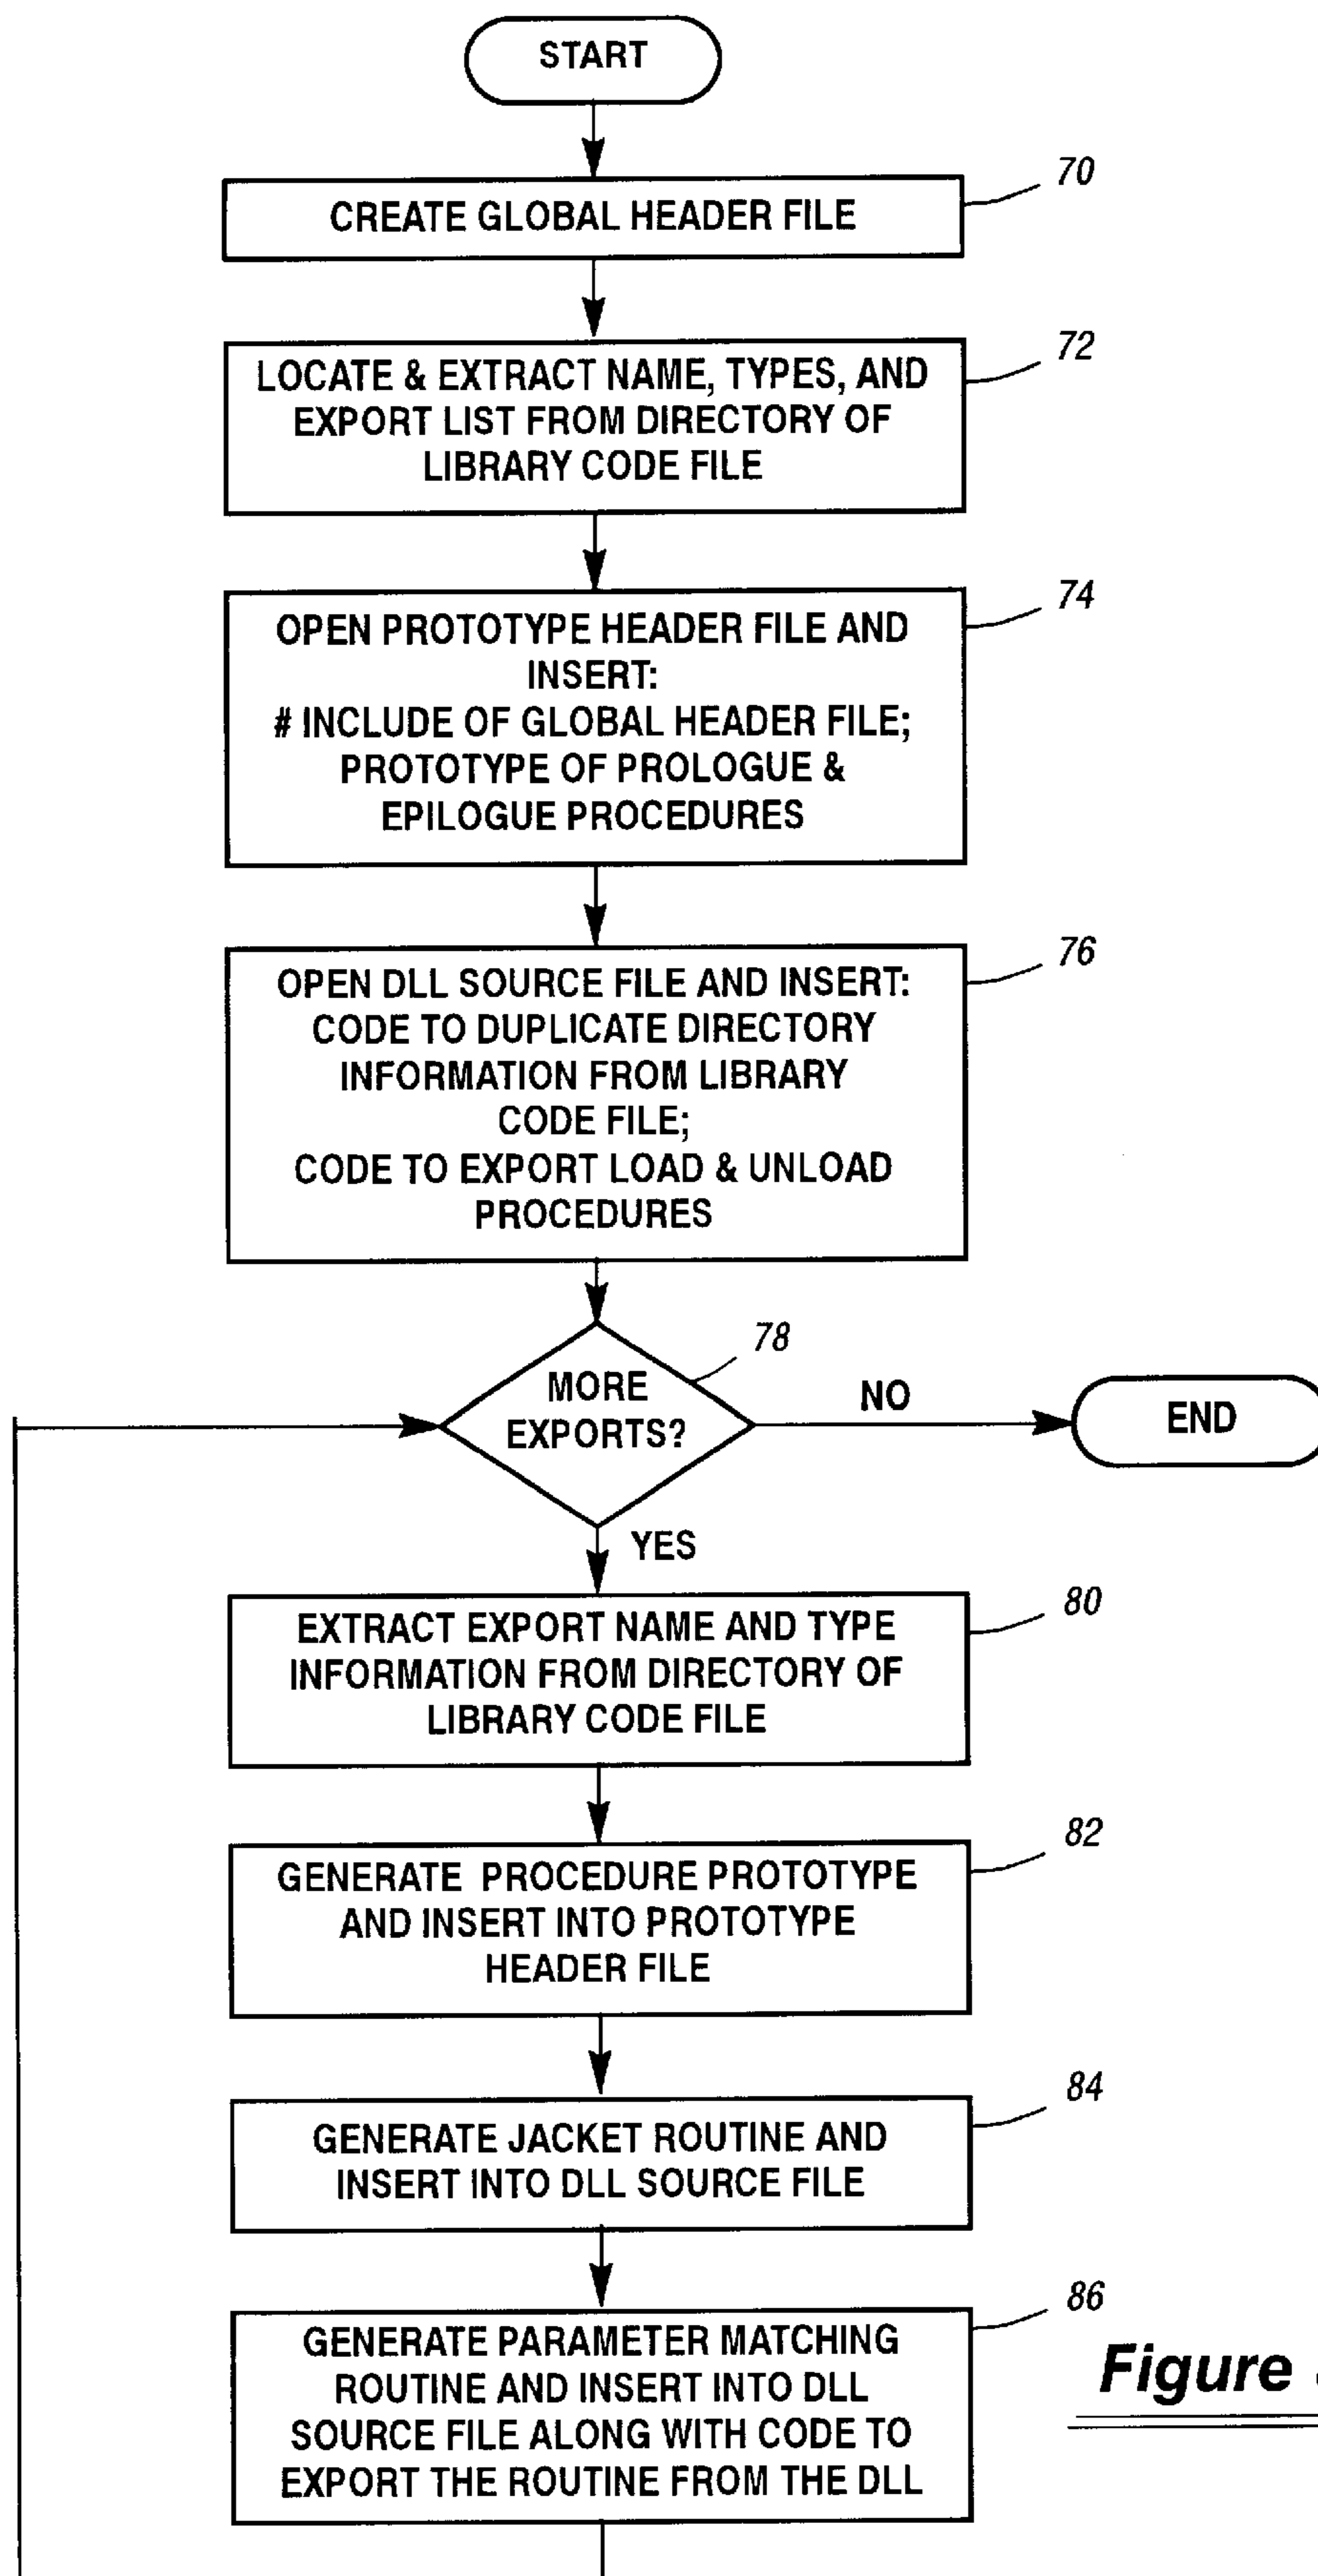 START
70
CREATE GLOBAL HEADER FILE
72
LOCATE & EXTRACT NAME, TYPES, AND
EXPORT LIST FROM DIRECTORY OF
LIBRARY CODE FILE
74
OPEN PROTOTYPE HEADER FILE AND
INSERT:
# INCLUDE OF GLOBAL HEADER FILE;
PROTOTYPE OF PROLOGUE &
EPILOGUE PROCEDURES
76
OPEN DLL SOURCE FILE AND INSERT:
CODE TO DUPLICATE DIRECTORY
INFORMATION FROM LIBRARY
CODE FILE;
CODE TO EXPORT LOAD & UNLOAD
PROCEDURES
78
MORE
EXPORTS?
NO
END
YES
80
EXTRACT EXPORT NAME AND TYPE
INFORMATION FROM DIRECTORY OF
LIBRARY CODE FILE
82
GENERATE PROCEDURE PROTOTYPE
AND INSERT INTO PROTOTYPE
HEADER FILE
84
GENERATE JACKET ROUTINE AND
INSERT INTO DLL SOURCE FILE
86
GENERATE PARAMETER MATCHING
ROUTINE AND INSERT INTO DLL
SOURCE FILE ALONG WITH CODE TO
EXPORT THE ROUTINE FROM THE DLL
Figure